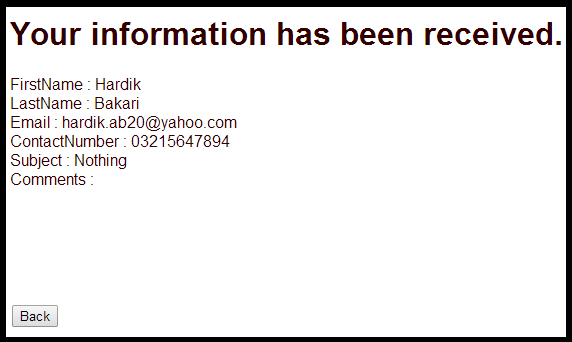 Your information has been received.
FirstName : Hardik
LastName : Bakari
Email : hardik.ab20@yahoo.com
ContactNumber : 03215647894
Subject : Nothing
Comments :
Back